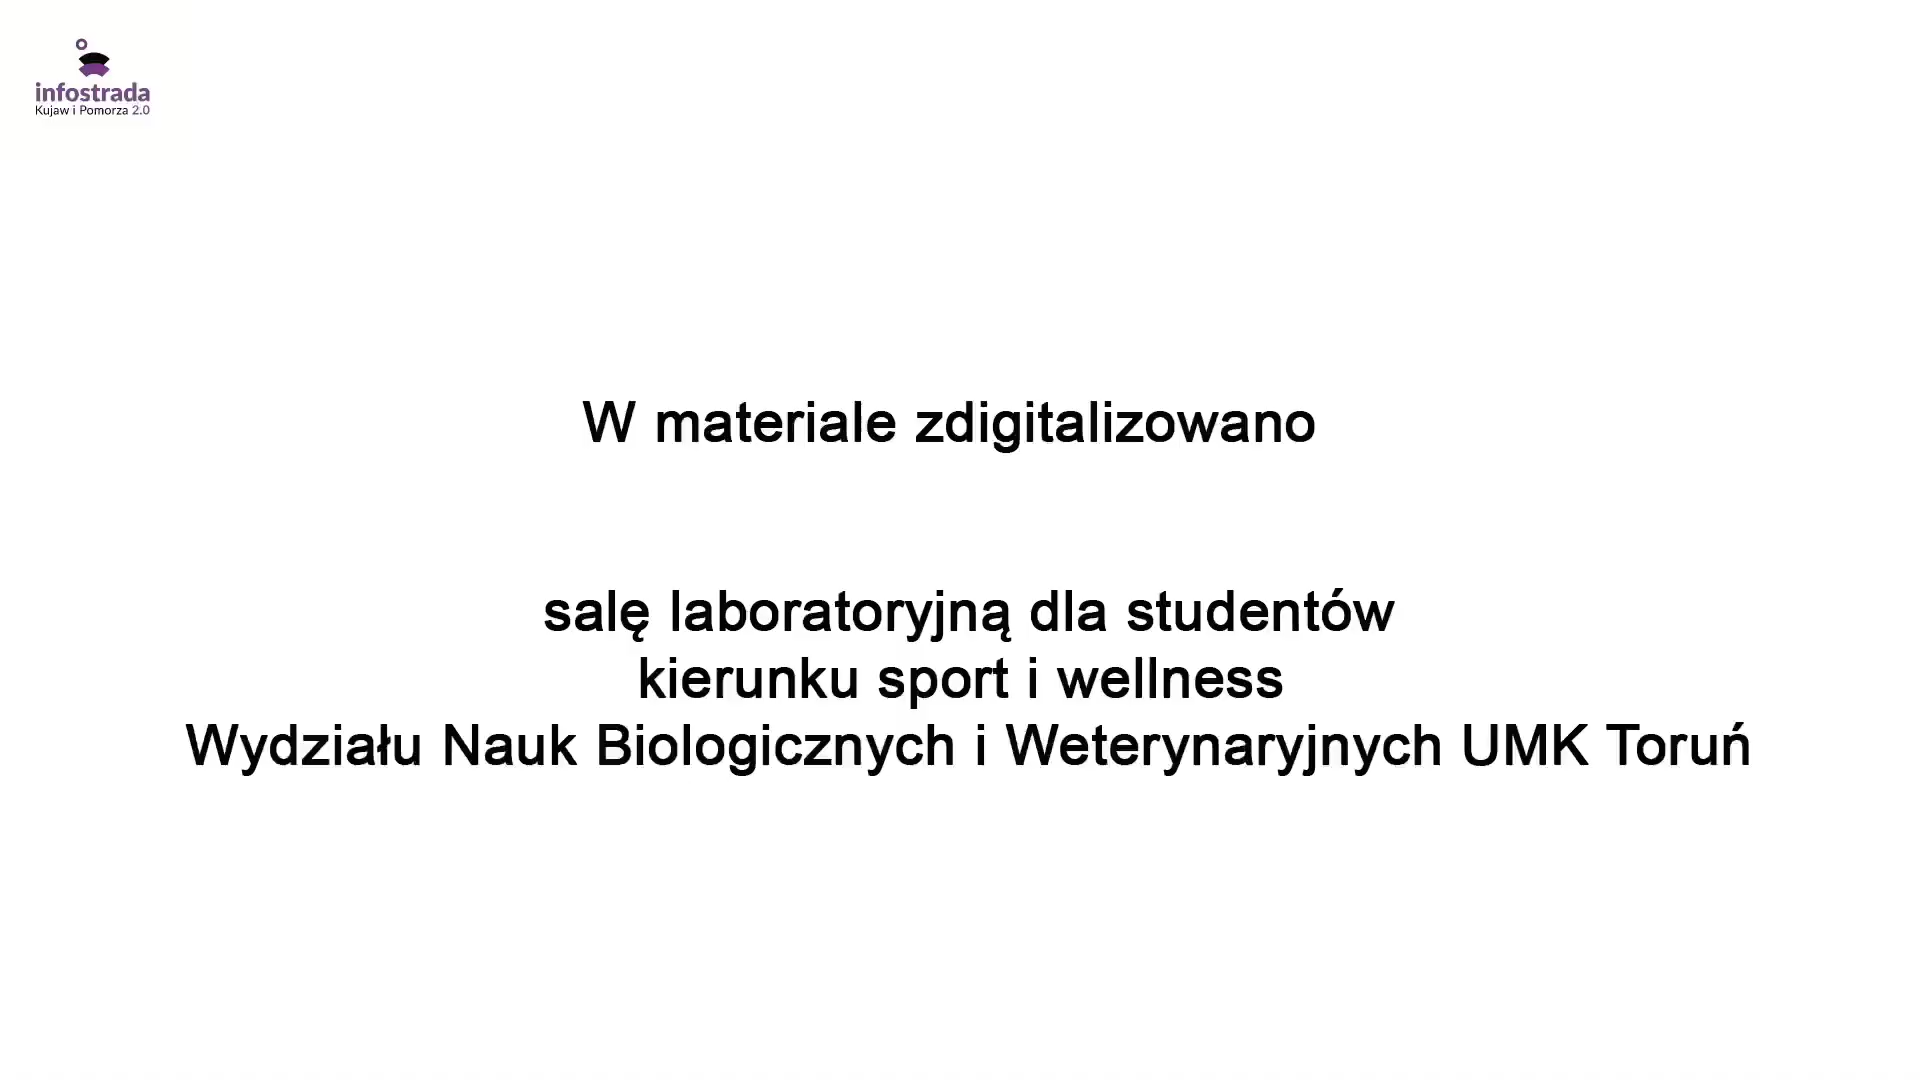 infostrada
Kujaw i Pomorza 2.0
W materiale zdigitalizowano
salę laboratoryjną dla studentów
kierunku sport i wellness
Wydziału Nauk Biologicznych i Weterynaryjnych UMK Toruń